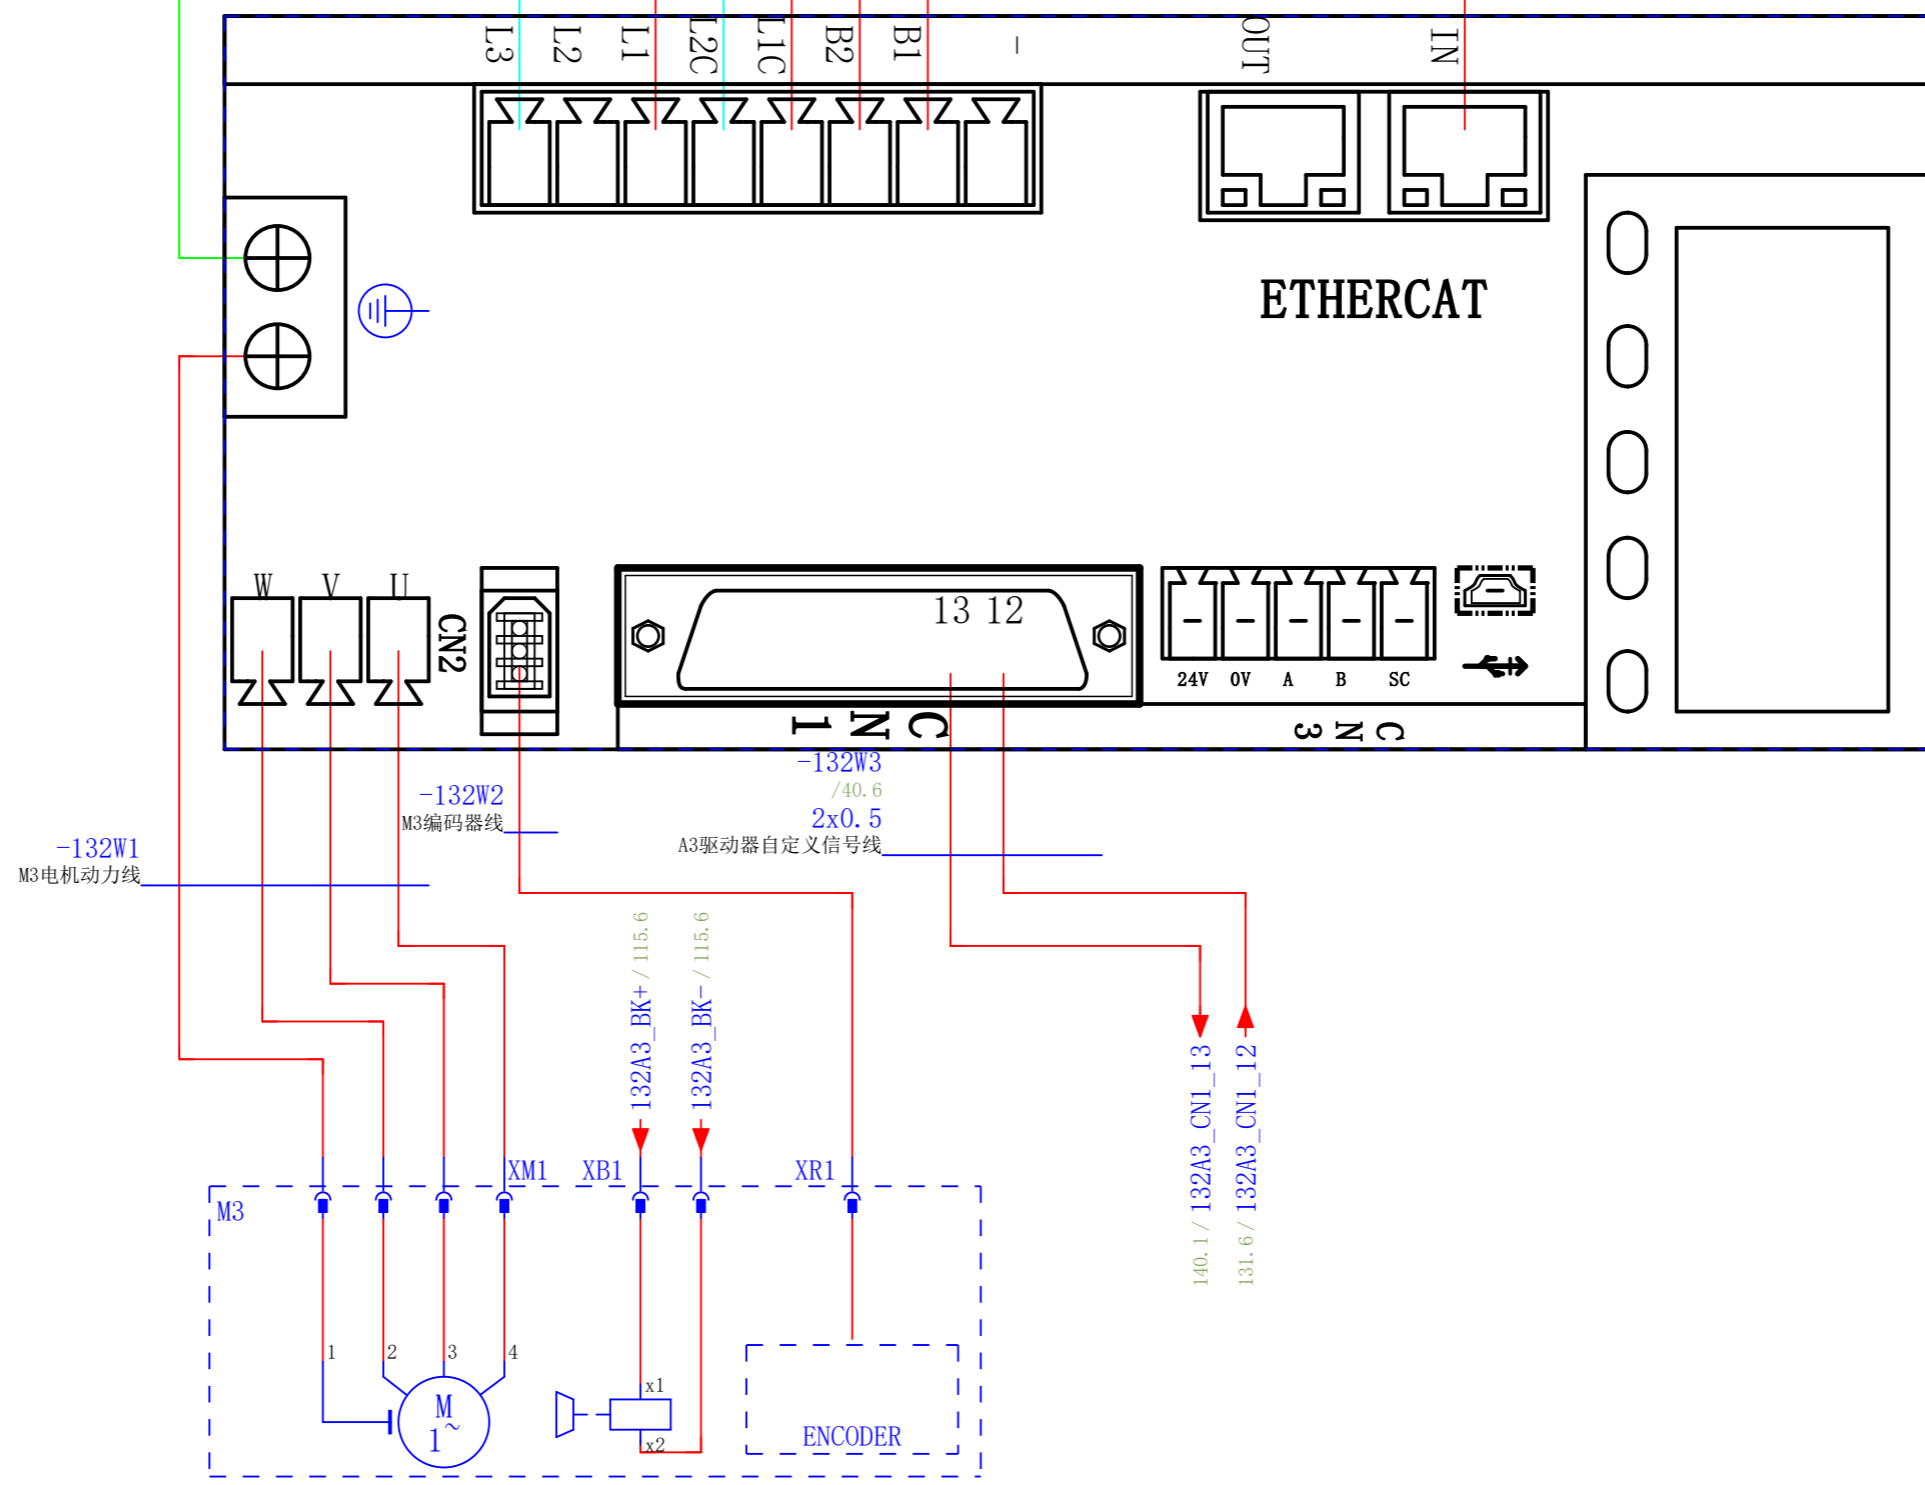 L3 L2 L1 L2C L1C B2 B1 - OUT IN
ETHERCAT
W V U
CN2
13 12
24V 0V A B SC
CN1
CN3
-132W3
/40.6
2x0.5
A3驱动器自定义信号线
-132W2
M3编码器线
-132W1
M3电机动力线
132A3_BK+ / 115.6
132A3_BK- / 115.6
140.1 / 132A3_CN1_13
131.6 / 132A3_CN1_12
XM1 XB1 XR1
M3
1 2 3 4
M
1~
x1
x2
ENCODER